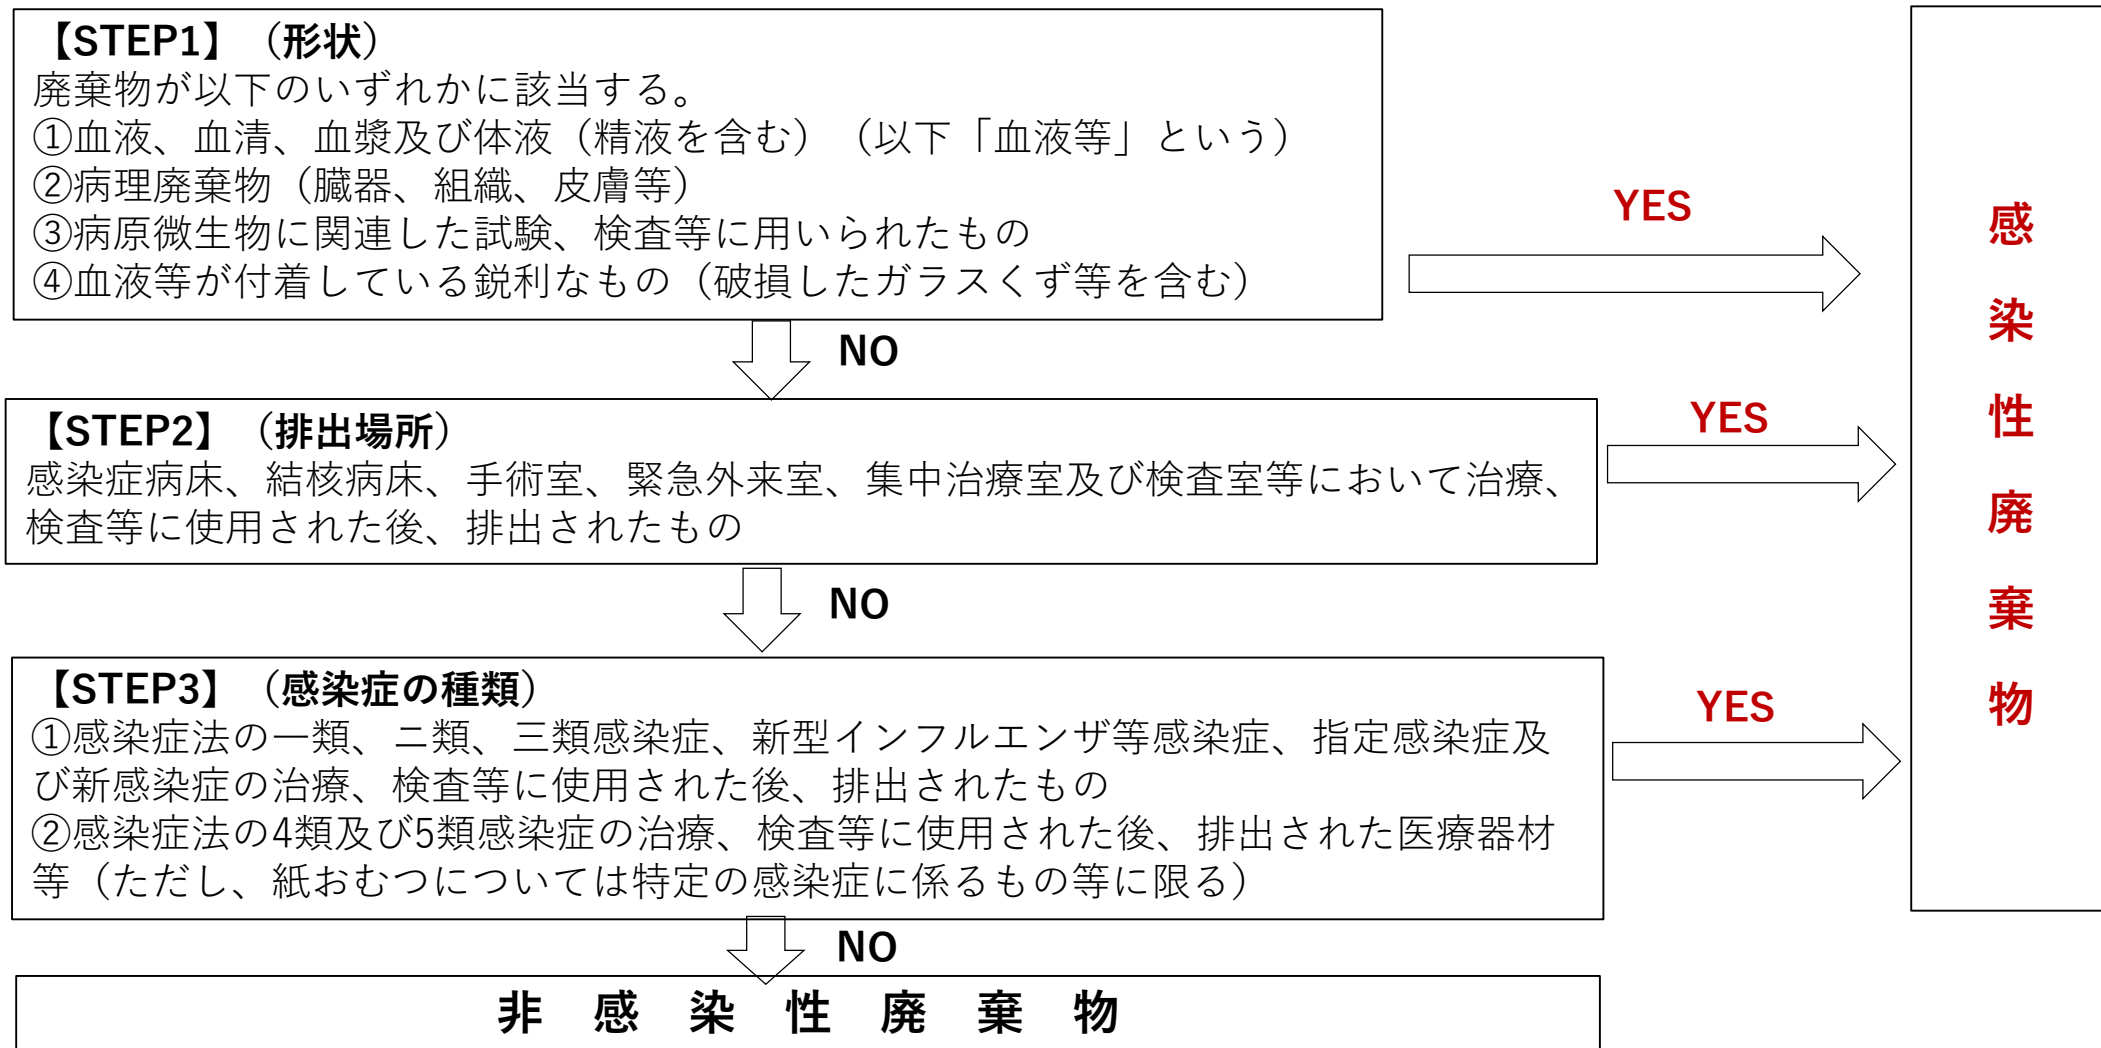 【STEP1】（形状）
廃棄物が以下のいずれかに該当する。
①血液、血清、血漿及び体液（精液を含む）（以下「血液等」という）
②病理廃棄物（臓器、組織、皮膚等）
③病原微生物に関連した試験、検査等に用いられたもの
④血液等が付着している鋭利なもの（破損したガラスくず等を含む）
YES
NO
【STEP2】（排出場所）
感染症病床、結核病床、手術室、緊急外来室、集中治療室及び検査室等において治療、
検査等に使用された後、排出されたもの
YES
NO
【STEP3】（感染症の種類）
①感染症法の一類、ニ類、三類感染症、新型インフルエンザ等感染症、指定感染症及
び新感染症の治療、検査等に使用された後、排出されたもの
②感染症法の4類及び5類感染症の治療、検査等に使用された後、排出された医療器材
等（ただし、紙おむつについては特定の感染症に係るもの等に限る）
YES
NO
非感染性廃棄物
感染性廃棄物